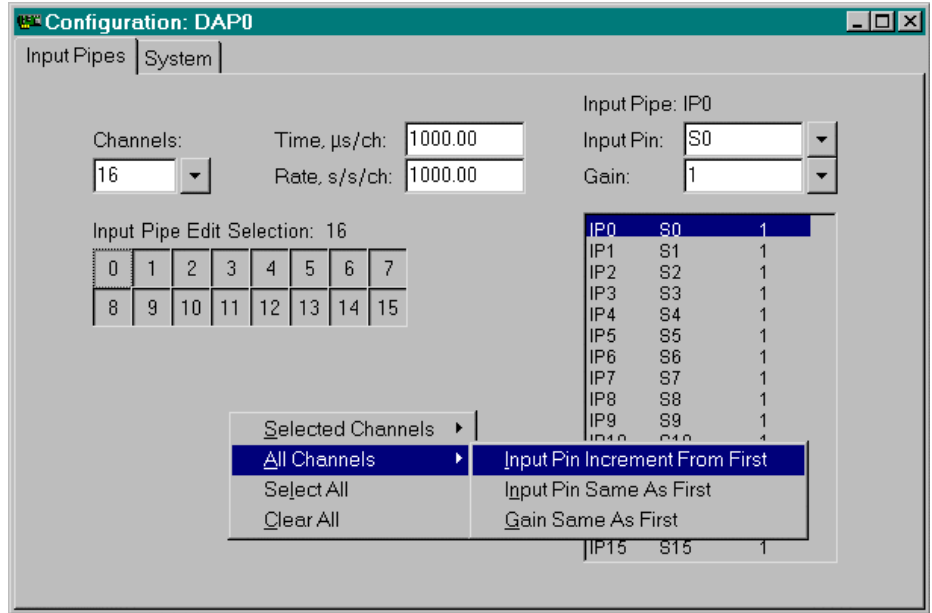 Configuration: DAP0
Input Pipes System
Input Pipe: IP0
Channels: Time, µs/ch: 1000.00 Input Pin: S0
16 Rate, s/s/ch: 1000.00 Gain: 1
Input Pipe Edit Selection: 16
0 1 2 3 4 5 6 7
8 9 10 11 12 13 14 15
IP0 S0 1
IP1 S1 1
IP2 S2 1
IP3 S3 1
IP4 S4 1
IP5 S5 1
IP6 S6 1
IP7 S7 1
IP8 S8 1
IP9 S9 1
IP10 S10 1
Selected Channels
All Channels
Select All
Clear All
Input Pin Increment From First
Input Pin Same As First
Gain Same As First
IP15 S15 1